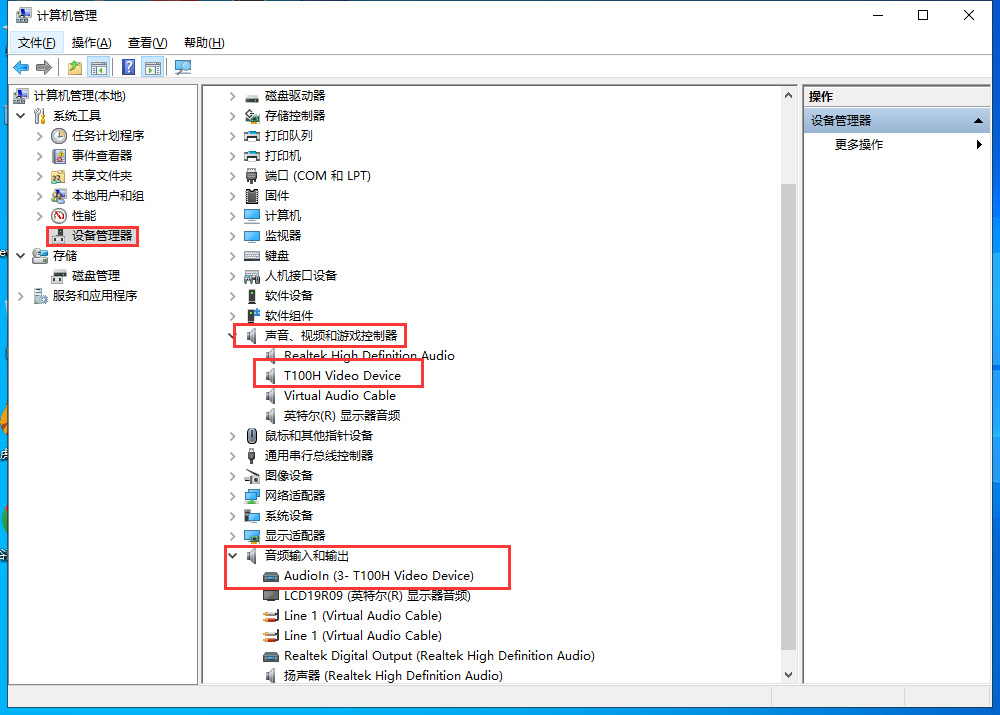 计算机管理
文件(F) 操作(A) 查看(V) 帮助(H)
计算机管理(本地)
系统工具
任务计划程序
事件查看器
共享文件夹
本地用户和组
性能
设备管理器
存储
磁盘管理
服务和应用程序
磁盘驱动器
存储控制器
打印队列
打印机
端口 (COM 和 LPT)
固件
计算机
监视器
键盘
人机接口设备
软件设备
软件组件
声音、视频和游戏控制器
Realtek High Definition Audio
T100H Video Device
Virtual Audio Cable
英特尔(R) 显示器音频
鼠标和其他指针设备
通用串行总线控制器
图像设备
网络适配器
系统设备
显示适配器
音频输入和输出
AudioIn (3- T100H Video Device)
LCD19R09 (英特尔(R) 显示器音频)
Line 1 (Virtual Audio Cable)
Line 1 (Virtual Audio Cable)
Realtek Digital Output (Realtek High Definition Audio)
扬声器 (Realtek High Definition Audio)
操作
设备管理器
更多操作